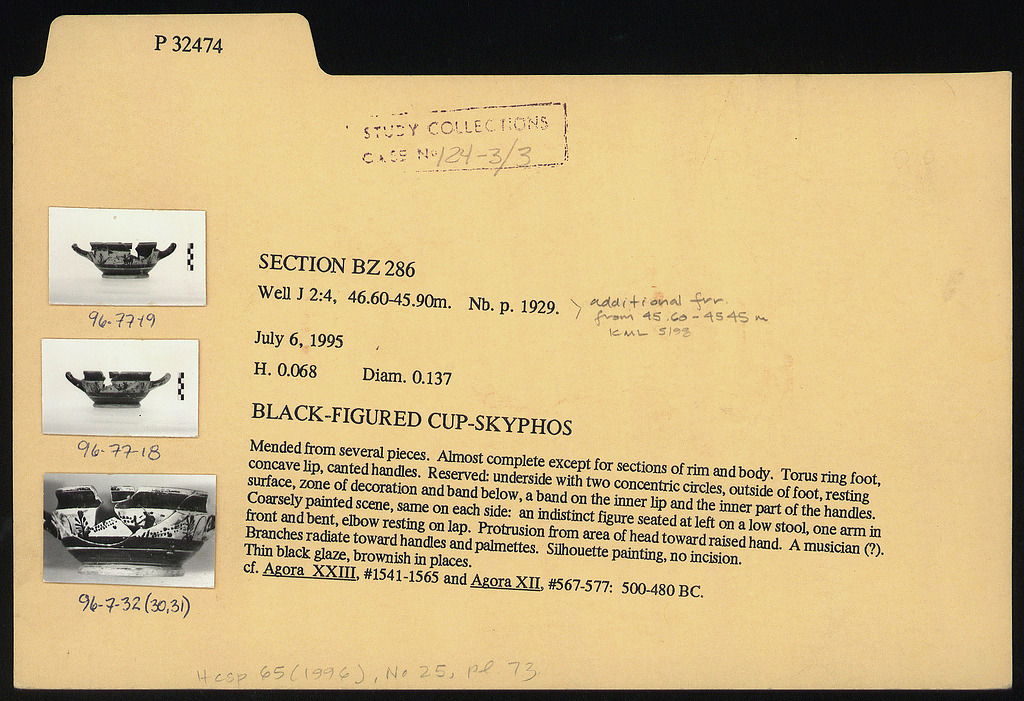 P 32474
STUDY COLLECTIONS
CASE No 124-3/3
SECTION BZ 286
Well J 2:4, 46.60-45.90m. Nb. p. 1929.
additional frr.
from 45.60-45.45 m
KML 5/98
July 6, 1995
H. 0.068 Diam. 0.137
BLACK-FIGURED CUP-SKYPHOS
Mended from several pieces. Almost complete except for sections of rim and body. Torus ring foot,
concave lip, canted handles. Reserved: underside with two concentric circles, outside of foot, resting
surface, zone of decoration and band below, a band on the inner lip and the inner part of the handles.
Coarsely painted scene, same on each side: an indistinct figure seated at left on a low stool, one arm in
front and bent, elbow resting on lap. Protrusion from area of head toward raised hand. A musician (?).
Branches radiate toward handles and palmettes. Silhouette painting, no incision.
Thin black glaze, brownish in places.
cf. Agora XXIII, #1541-1565 and Agora XII, #567-577: 500-480 BC.
96-77-19
96-77-18
96-7-32 (30,31)
Hesp 65 (1996), No 25, pl 73